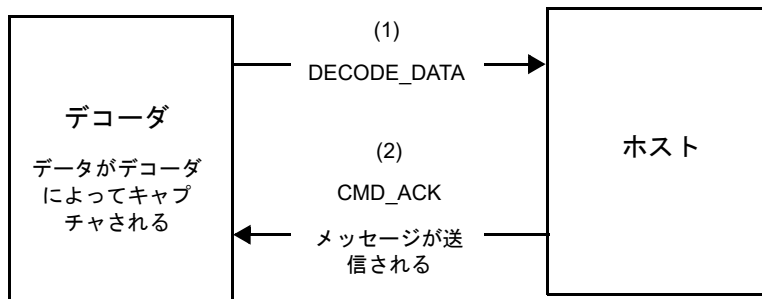 デコーダ
データがデコーダ
によってキャプ
チャされる
(1)
DECODE_DATA
(2)
CMD_ACK
メッセージが送
信される
ホスト